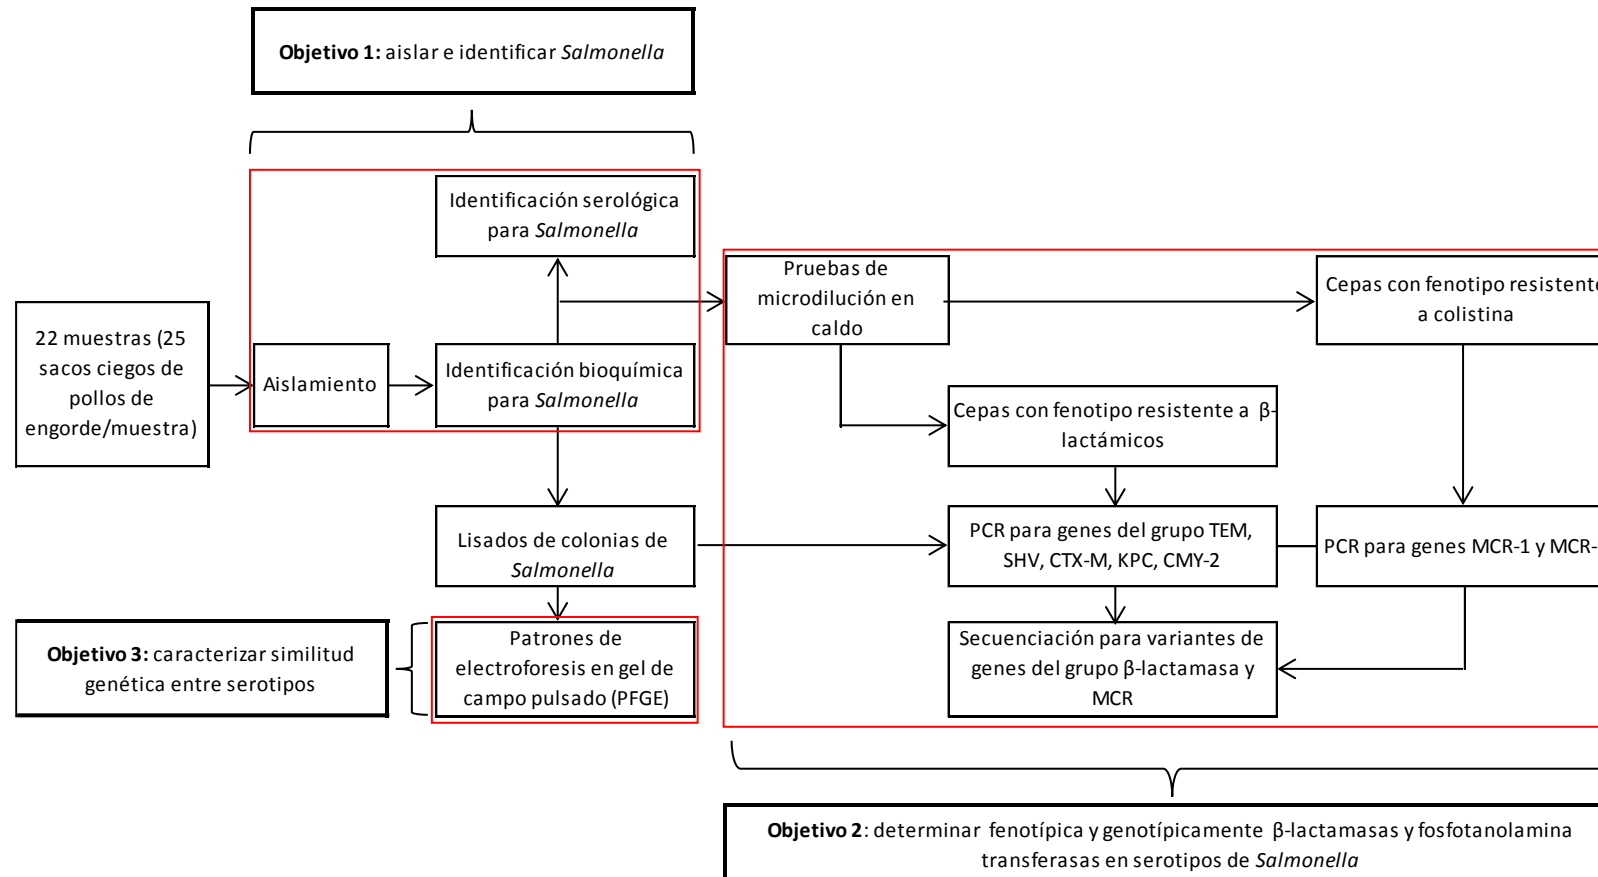 Objetivo 1: aislar e identificar Salmonella
Identificación serológica
para Salmonella
22 muestras (25
sacos ciegos de
pollos de
engorde/muestra)
Aislamiento
Identificación bioquímica
para Salmonella
Pruebas de
microdilución en
caldo
Cepas con fenotipo resistente
a colistina
Cepas con fenotipo resistente a β-
lactámicos
Lisados de colonias de
Salmonella
PCR para genes del grupo TEM,
SHV, CTX-M, KPC, CMY-2
PCR para genes MCR-1 y MCR-
Objetivo 3: caracterizar similitud
genética entre serotipos
Patrones de
electroforesis en gel de
campo pulsado (PFGE)
Secuenciación para variantes de
genes del grupo β-lactamasa y
MCR
Objetivo 2: determinar fenotípica y genotípicamente β-lactamasas y fosfotanolamina
transferasas en serotipos de Salmonella